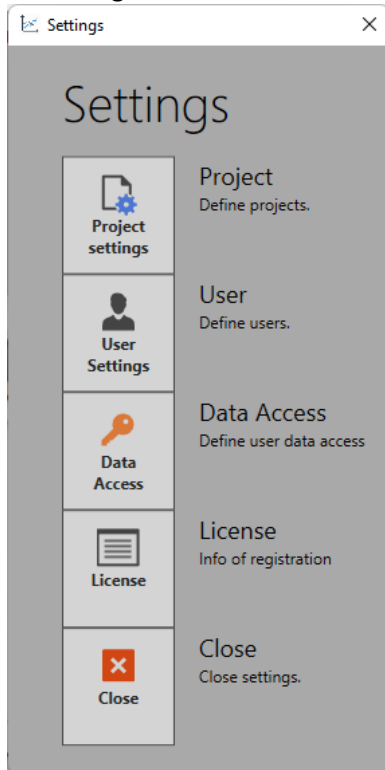 Settings
Settings
Project
settings
Project
Define projects.
User
Settings
User
Define users.
Data
Access
Data Access
Define user data access
License
License
Info of registration
Close
Close
Close settings.